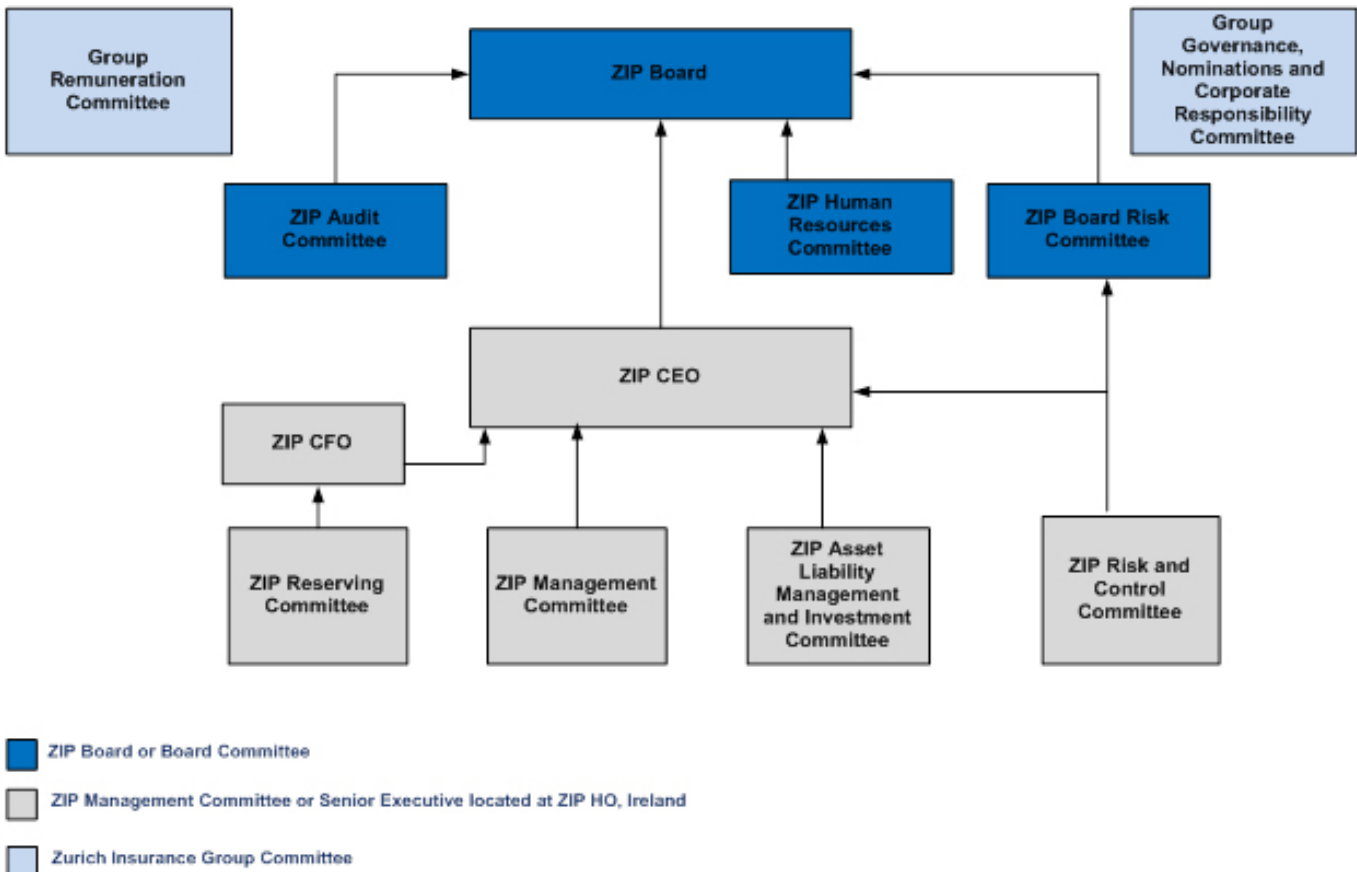 Group
Remuneration
Committee
ZIP Board
Group
Governance,
Nominations and
Corporate
Responsibility
Committee
ZIP Audit
Committee
ZIP Human
Resources
Committee
ZIP Board Risk
Committee
ZIP CEO
ZIP CFO
ZIP Reserving
Committee
ZIP Management
Committee
ZIP Asset
Liability
Management
and Investment
Committee
ZIP Risk and
Control
Committee
ZIP Board or Board Committee
ZIP Management Committee or Senior Executive located at ZIP HO, Ireland
Zurich Insurance Group Committee